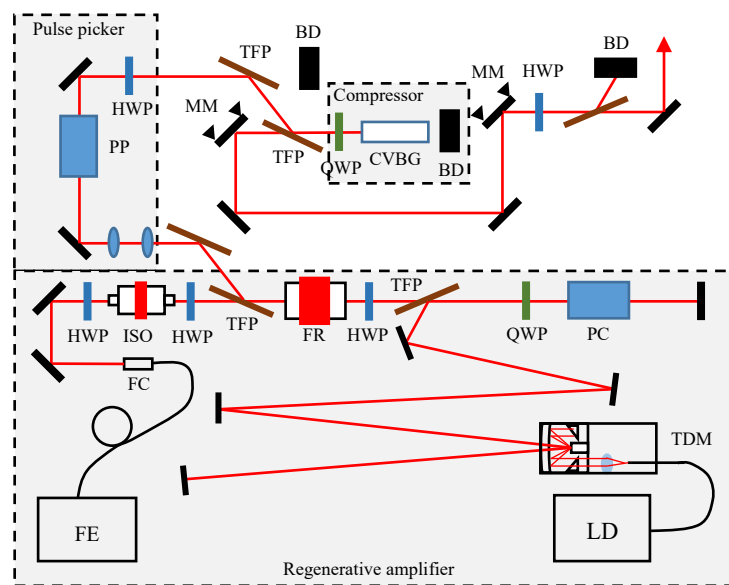 Pulse picker
TFP
BD
BD
MM
HWP
HWP
MM
Compressor
PP
TFP
QWP
CVBG
BD
TFP
HWP
ISO
HWP
TFP
FR
HWP
QWP
PC
FC
TDM
FE
LD
Regenerative amplifier